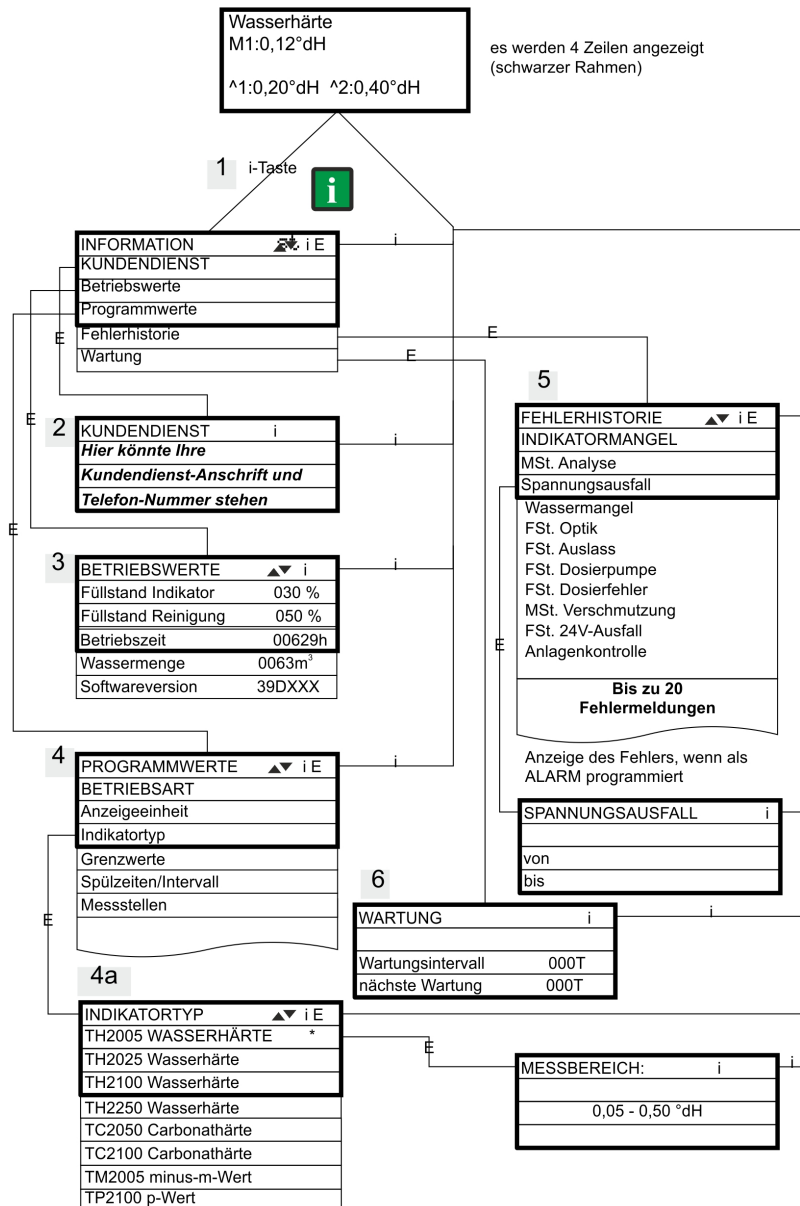 Wasserhärte
M1:0,12°dH
^1:0,20°dH ^2:0,40°dH
es werden 4 Zeilen angezeigt
(schwarzer Rahmen)
1 i-Taste
i
INFORMATION ▲▼ i E
i
KUNDENDIENST
Betriebswerte
Programmwerte
Fehlerhistorie
E
E
Wartung
E
2
KUNDENDIENST i
Hier könnte Ihre
Kundendienst-Anschrift und
Telefon-Nummer stehen
i
E
E
3
BETRIEBSWERTE ▲▼ i
Füllstand Indikator 030 %
Füllstand Reinigung 050 %
Betriebszeit 00629h
Wassermenge 0063m³
Softwareversion 39DXXX
i
4
PROGRAMMWERTE ▲▼ i E
BETRIEBSART
Anzeigeeinheit
Indikatortyp
Grenzwerte
Spülzeiten/Intervall
Messstellen
i
E
4a
INDIKATORTYP ▲▼ i E
TH2005 WASSERHÄRTE *
TH2025 Wasserhärte
TH2100 Wasserhärte
TH2250 Wasserhärte
TC2050 Carbonathärte
TC2100 Carbonathärte
TM2005 minus-m-Wert
TP2100 p-Wert
E
5
FEHLERHISTORIE ▲▼ i E
INDIKATORMANGEL
MSt. Analyse
Spannungsausfall
Wassermangel
FSt. Optik
FSt. Auslass
FSt. Dosierpumpe
FSt. Dosierfehler
MSt. Verschmutzung
FSt. 24V-Ausfall
Anlagenkontrolle
E
Bis zu 20
Fehlermeldungen
Anzeige des Fehlers, wenn als
ALARM programmiert
SPANNUNGSAUSFALL i
von
bis
6
WARTUNG i
Wartungsintervall 000T
nächste Wartung 000T
i
MESSBEREICH: i
0,05 - 0,50 °dH
i